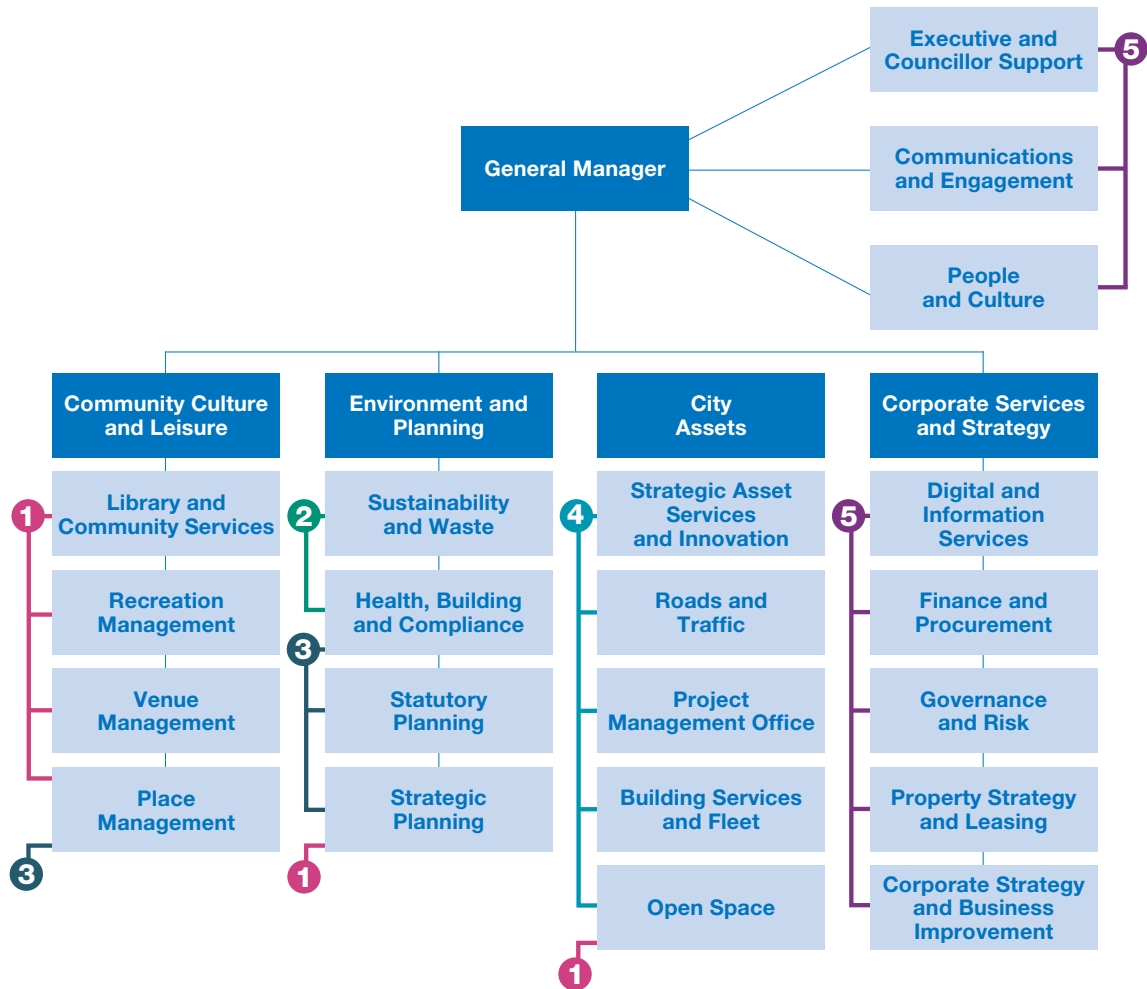 Executive and
Councillor Support
5
General Manager
Communications
and Engagement
People
and Culture
Community Culture
and Leisure
Environment and
Planning
City
Assets
Corporate Services
and Strategy
1
Library and
Community Services
2
Sustainability
and Waste
4
Strategic Asset
Services
and Innovation
5
Digital and
Information
Services
Recreation
Management
Health, Building
and Compliance
Roads and
Traffic
Finance and
Procurement
3
Venue
Management
Statutory
Planning
Project
Management Office
Governance
and Risk
Place
Management
Strategic
Planning
Building Services
and Fleet
Property Strategy
and Leasing
3
1
Open Space
Corporate Strategy
and Business
Improvement
1